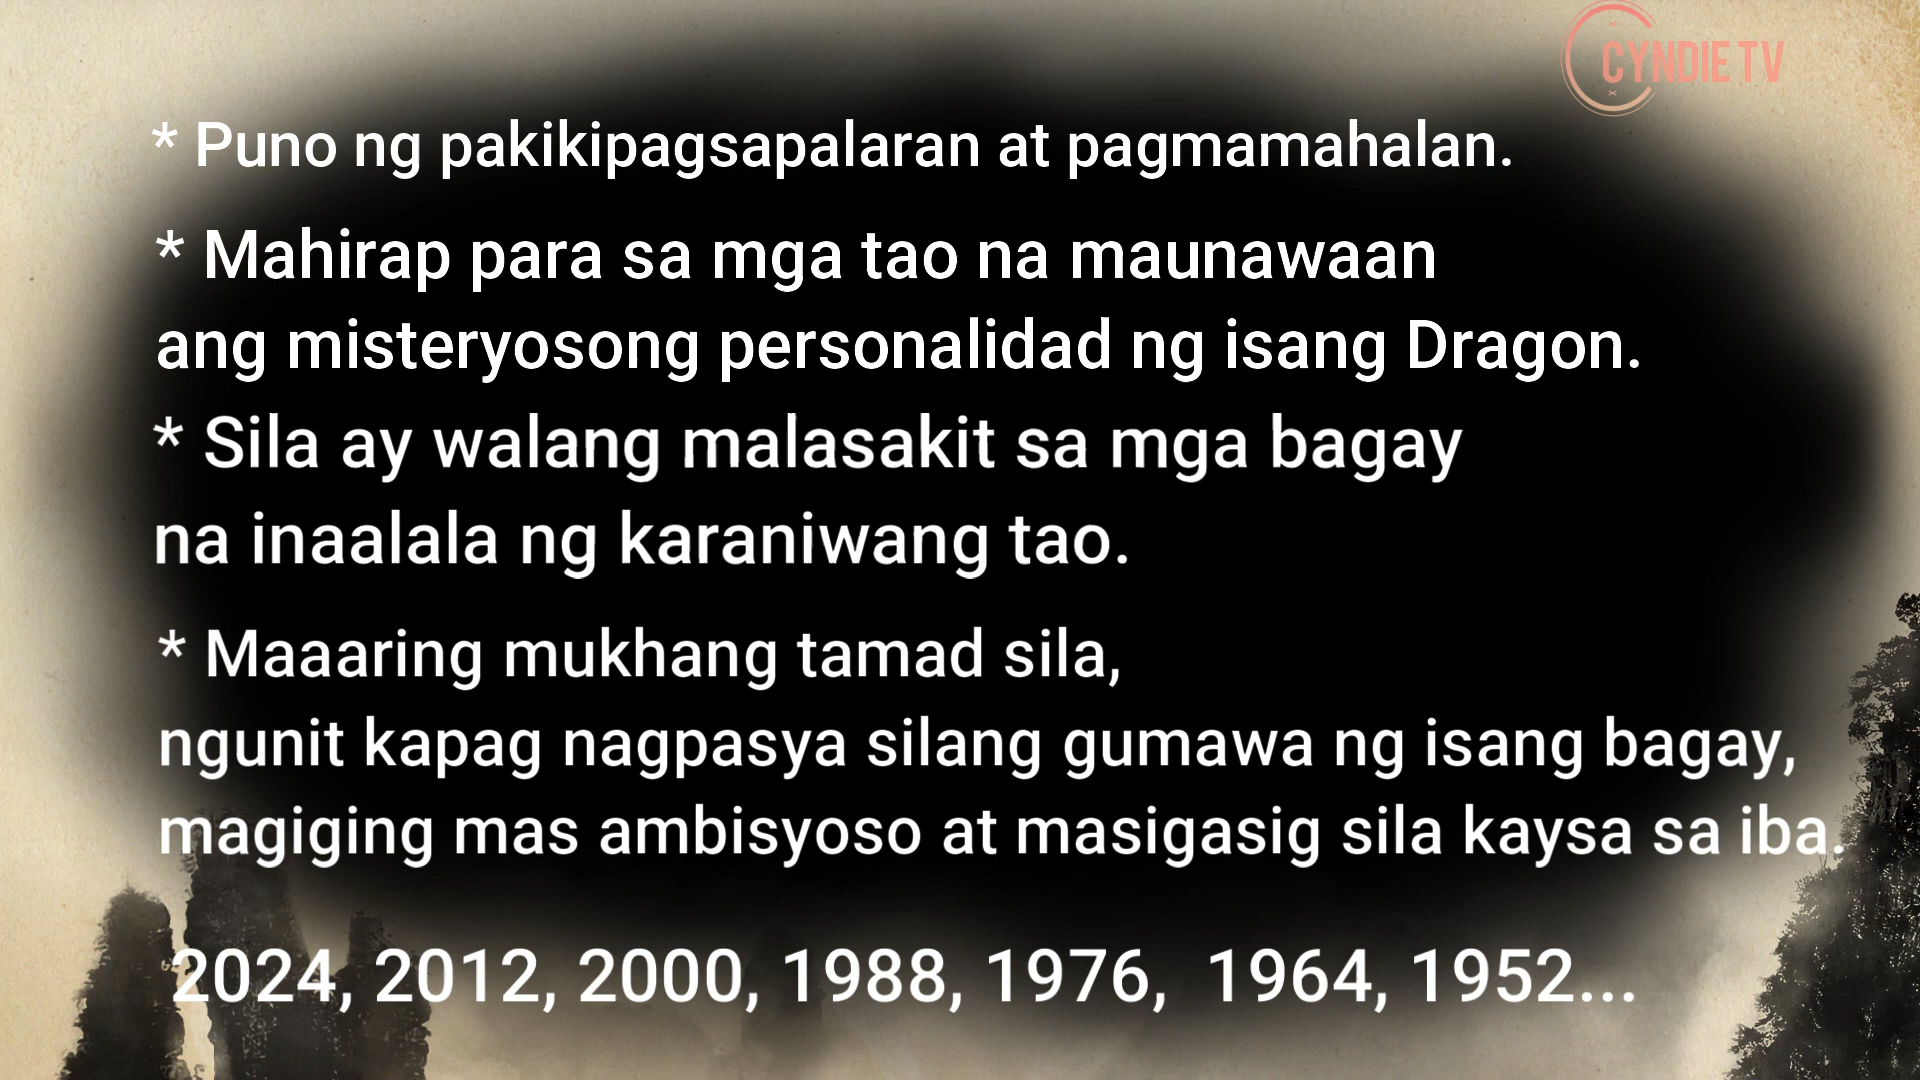 CYNDIE TV
* Puno ng pakikipagsapalaran at pagmamahalan.
* Mahirap para sa mga tao na maunawaan
ang misteryosong personalidad ng isang Dragon.
* Sila ay walang malasakit sa mga bagay
na inaalala ng karaniwang tao.
* Maaaring mukhang tamad sila,
ngunit kapag nagpasya silang gumawa ng isang bagay,
magiging mas ambisyoso at masigasig sila kaysa sa iba.
2024, 2012, 2000, 1988, 1976, 1964, 1952...